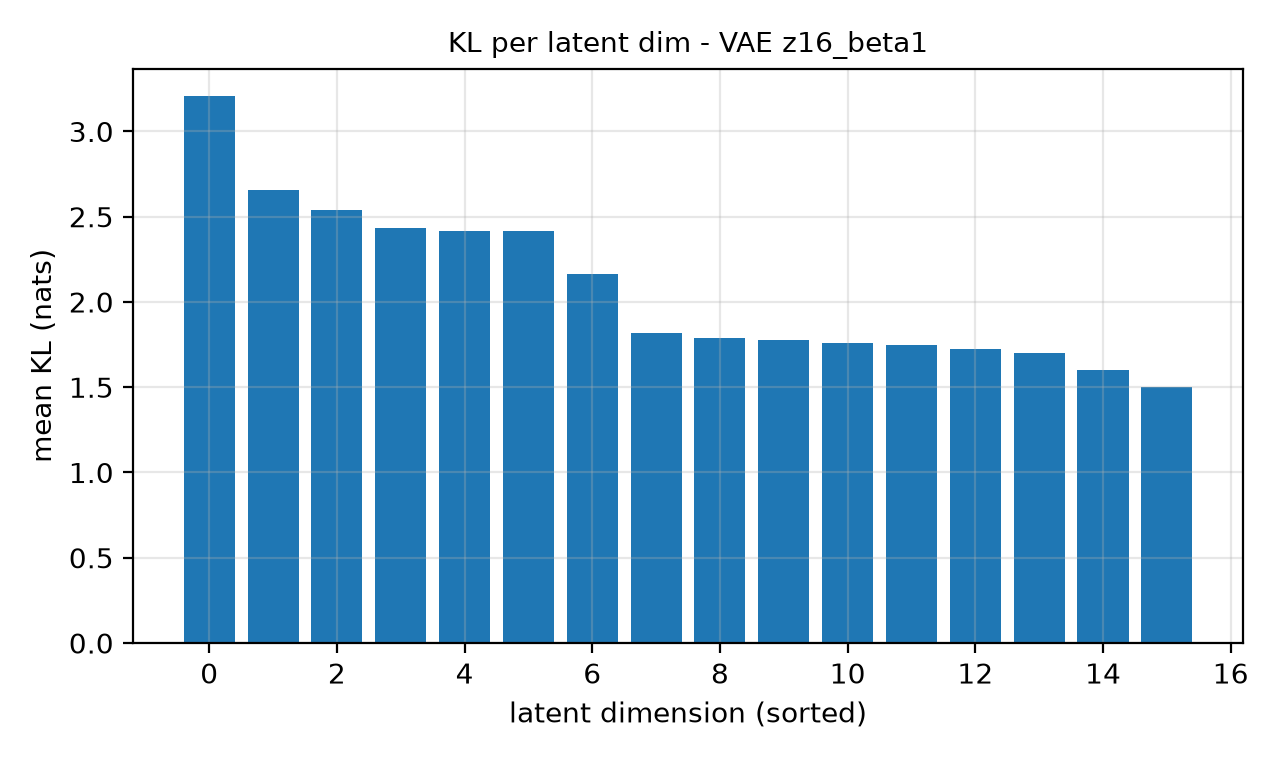 KL per latent dim - VAE z16_beta1
mean KL (nats)
3.0
2.5
2.0
1.5
1.0
0.5
0.0
0 2 4 6 8 10 12 14 16
latent dimension (sorted)